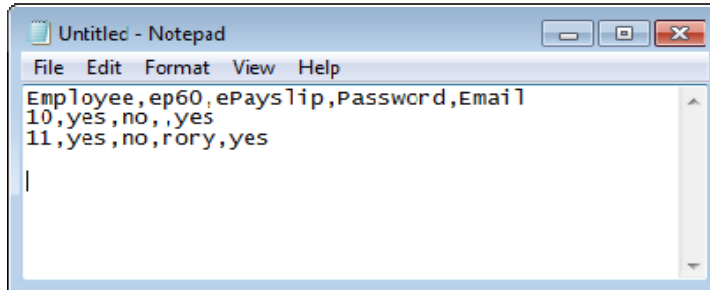 Untitled - Notepad
File Edit Format View Help
Employee,ep60,ePayslip,Password,Email
10,yes,no,,yes
11,yes,no,rory,yes